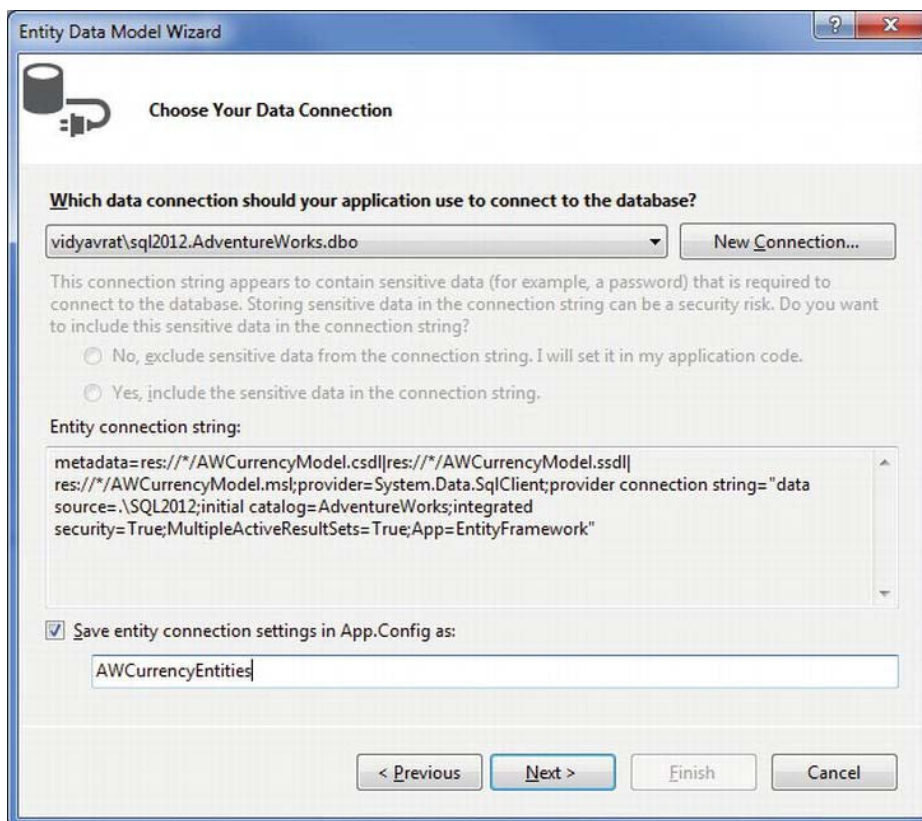 Entity Data Model Wizard
Choose Your Data Connection
Which data connection should your application use to connect to the database?
vidyavrat\sql2012.AdventureWorks.dbo
New Connection...
This connection string appears to contain sensitive data (for example, a password) that is required to
connect to the database. Storing sensitive data in the connection string can be a security risk. Do you want
to include this sensitive data in the connection string?
No, exclude sensitive data from the connection string. I will set it in my application code.
Yes, include the sensitive data in the connection string.
Entity connection string:
metadata=res://*/AWCurrencyModel.csdl|res://*/AWCurrencyModel.ssdl|
res://*/AWCurrencyModel.msl;provider=System.Data.SqlClient;provider connection string="data
source=.\SQL2012;initial catalog=AdventureWorks;integrated
security=True;MultipleActiveResultSets=True;App=EntityFramework"
Save entity connection settings in App.Config as:
AWCurrencyEntities
< Previous
Next >
Finish
Cancel